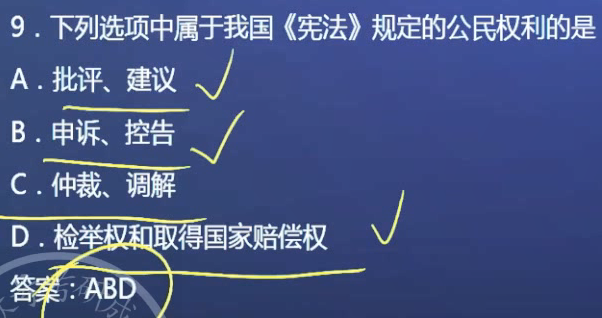 9．下列选项中属于我国《宪法》规定的公民权利的是
A．批评、建议
B．申诉、控告
C．仲裁、调解
D．检举权和取得国家赔偿权
答案：ABD